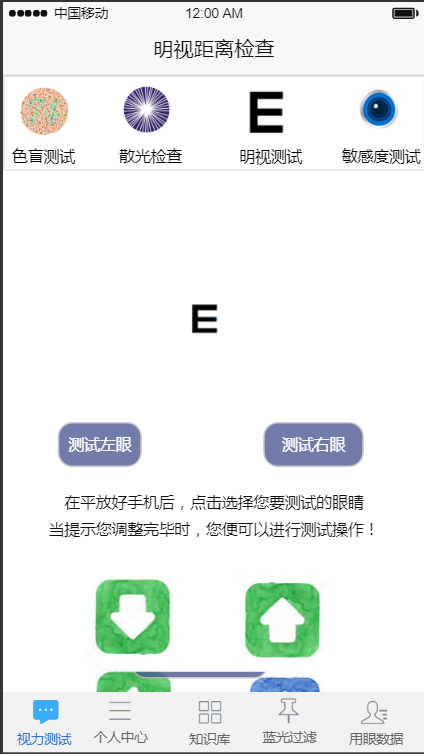 中国移动 12:00 AM
明视距离检查
色盲测试 散光检查 明视测试 敏感度测试
E
E
测试左眼 测试右眼
在平放好手机后，点击选择您要测试的眼睛
当提示您调整完毕时，您便可以进行测试操作！
视力测试 个人中心 知识库 蓝光过滤 用眼数据